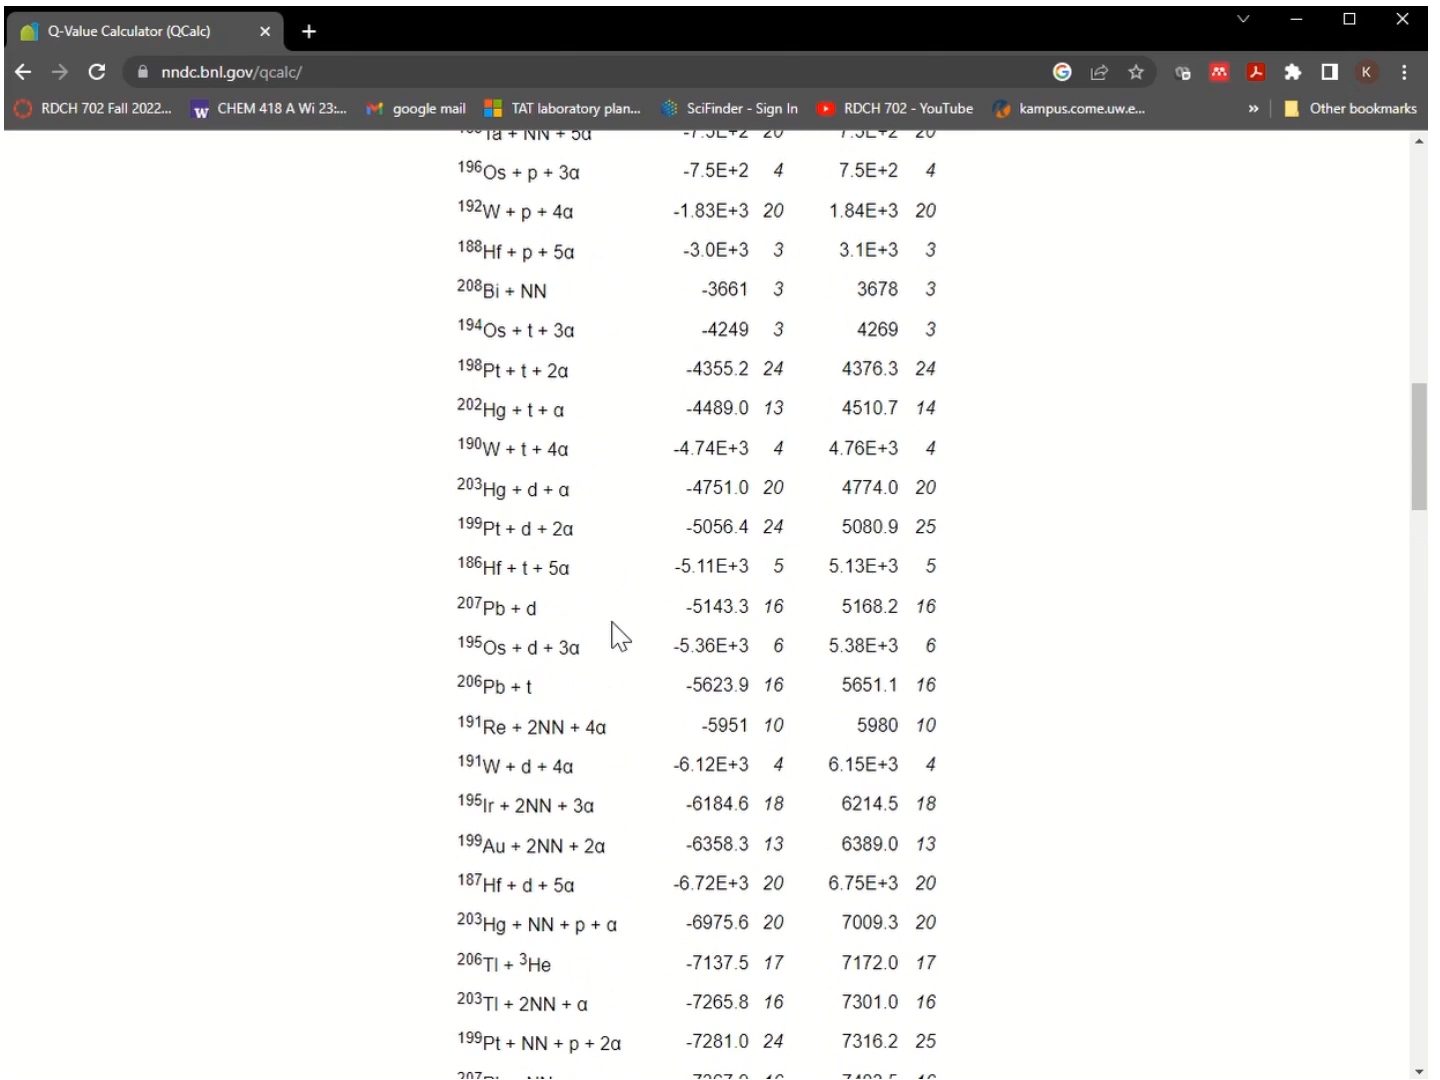 Q-Value Calculator (QCalc)
nndc.bnl.gov/qcalc/
K
RDCH 702 Fall 2022... CHEM 418 A Wi 23:... google mail TAT laboratory plan... SciFinder - Sign In RDCH 702 - YouTube kampus.come.uw.e... » Other bookmarks
Ta + NN + 5α -7.5E+2 20 7.5E+2 20
196Os + p + 3α -7.5E+2 4 7.5E+2 4
192W + p + 4α -1.83E+3 20 1.84E+3 20
188Hf + p + 5α -3.0E+3 3 3.1E+3 3
208Bi + NN -3661 3 3678 3
194Os + t + 3α -4249 3 4269 3
198Pt + t + 2α -4355.2 24 4376.3 24
202Hg + t + α -4489.0 13 4510.7 14
190W + t + 4α -4.74E+3 4 4.76E+3 4
203Hg + d + α -4751.0 20 4774.0 20
199Pt + d + 2α -5056.4 24 5080.9 25
186Hf + t + 5α -5.11E+3 5 5.13E+3 5
207Pb + d -5143.3 16 5168.2 16
195Os + d + 3α -5.36E+3 6 5.38E+3 6
206Pb + t -5623.9 16 5651.1 16
191Re + 2NN + 4α -5951 10 5980 10
191W + d + 4α -6.12E+3 4 6.15E+3 4
195Ir + 2NN + 3α -6184.6 18 6214.5 18
199Au + 2NN + 2α -6358.3 13 6389.0 13
187Hf + d + 5α -6.72E+3 20 6.75E+3 20
203Hg + NN + p + α -6975.6 20 7009.3 20
206Tl + 3He -7137.5 17 7172.0 17
203Tl + 2NN + α -7265.8 16 7301.0 16
199Pt + NN + p + 2α -7281.0 24 7316.2 25